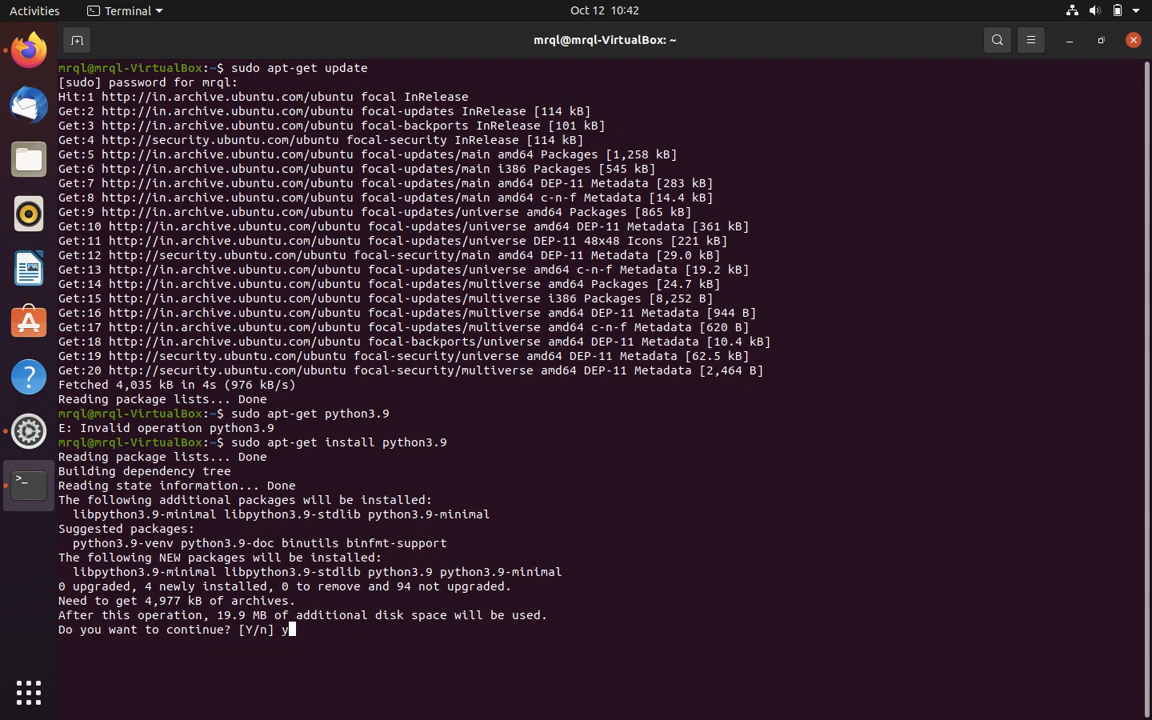 Activities
Terminal
Oct 12 10:42
mrql@mrql-VirtualBox: ~
mrql@mrql-VirtualBox:~$ sudo apt-get update
[sudo] password for mrql:
Hit:1 http://in.archive.ubuntu.com/ubuntu focal InRelease
Get:2 http://in.archive.ubuntu.com/ubuntu focal-updates InRelease [114 kB]
Get:3 http://in.archive.ubuntu.com/ubuntu focal-backports InRelease [101 kB]
Get:4 http://security.ubuntu.com/ubuntu focal-security InRelease [114 kB]
Get:5 http://in.archive.ubuntu.com/ubuntu focal-updates/main amd64 Packages [1,258 kB]
Get:6 http://in.archive.ubuntu.com/ubuntu focal-updates/main i386 Packages [545 kB]
Get:7 http://in.archive.ubuntu.com/ubuntu focal-updates/main amd64 DEP-11 Metadata [283 kB]
Get:8 http://in.archive.ubuntu.com/ubuntu focal-updates/main amd64 c-n-f Metadata [14.4 kB]
Get:9 http://in.archive.ubuntu.com/ubuntu focal-updates/universe amd64 Packages [865 kB]
Get:10 http://in.archive.ubuntu.com/ubuntu focal-updates/universe amd64 DEP-11 Metadata [361 kB]
Get:11 http://in.archive.ubuntu.com/ubuntu focal-updates/universe DEP-11 48x48 Icons [221 kB]
Get:12 http://security.ubuntu.com/ubuntu focal-security/main amd64 DEP-11 Metadata [29.0 kB]
Get:13 http://in.archive.ubuntu.com/ubuntu focal-updates/universe amd64 c-n-f Metadata [19.2 kB]
Get:14 http://in.archive.ubuntu.com/ubuntu focal-updates/multiverse amd64 Packages [24.7 kB]
Get:15 http://in.archive.ubuntu.com/ubuntu focal-updates/multiverse i386 Packages [8,252 B]
Get:16 http://in.archive.ubuntu.com/ubuntu focal-updates/multiverse amd64 DEP-11 Metadata [944 B]
Get:17 http://in.archive.ubuntu.com/ubuntu focal-updates/multiverse amd64 c-n-f Metadata [620 B]
Get:18 http://in.archive.ubuntu.com/ubuntu focal-backports/universe amd64 DEP-11 Metadata [10.4 kB]
Get:19 http://security.ubuntu.com/ubuntu focal-security/universe amd64 DEP-11 Metadata [62.5 kB]
Get:20 http://security.ubuntu.com/ubuntu focal-security/multiverse amd64 DEP-11 Metadata [2,464 B]
Fetched 4,035 kB in 4s (976 kB/s)
Reading package lists... Done
mrql@mrql-VirtualBox:~$ sudo apt-get python3.9
E: Invalid operation python3.9
mrql@mrql-VirtualBox:~$ sudo apt-get install python3.9
Reading package lists... Done
Building dependency tree
Reading state information... Done
The following additional packages will be installed:
libpython3.9-minimal libpython3.9-stdlib python3.9-minimal
Suggested packages:
python3.9-venv python3.9-doc binutils binfmt-support
The following NEW packages will be installed:
libpython3.9-minimal libpython3.9-stdlib python3.9 python3.9-minimal
0 upgraded, 4 newly installed, 0 to remove and 94 not upgraded.
Need to get 4,977 kB of archives.
After this operation, 19.9 MB of additional disk space will be used.
Do you want to continue? [Y/n] y